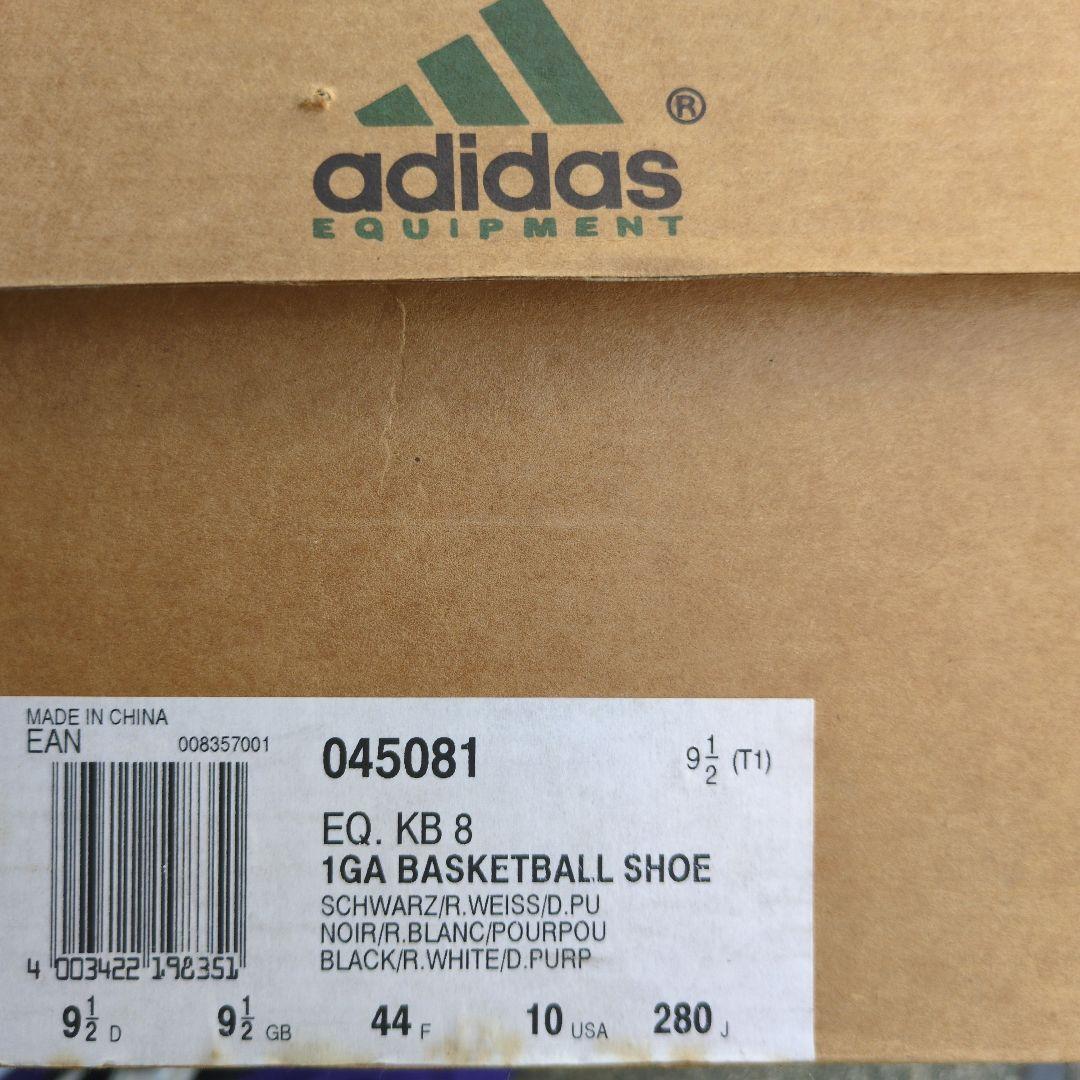 ®
adidas
EQUIPMENT
MADE IN CHINA
EAN 008357001
045081
9 1/2 (T1)
EQ. KB 8
1GA BASKETBALL SHOE
SCHWARZ/R.WEISS/D.PU
NOIR/R.BLANC/POURPOU
BLACK/R.WHITE/D.PURP
4 003422 198351
9 1/2 D 9 1/2 GB 44 F 10 USA 280 J